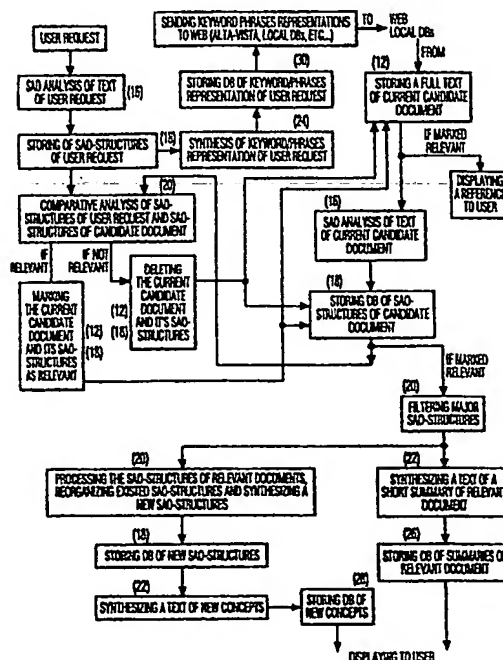 USER REQUEST
SENDING KEYWORD PHRASES REPRESENTATIONS
TO WEB (ALTA-VISTA, LOCAL DBs, ETC...)
TO
WEB
LOCAL DBs
FROM
SAO ANALYSIS OF TEXT
OF USER REQUEST
(16)
(30)
STORING DB OF KEYWORD/PHRASES
REPRESENTATION OF USER REQUEST
(12)
STORING A FULL TEXT
OF CURRENT CANDIDATE
DOCUMENT
STORING OF SAO-STRUCTURES
OF USER REQUEST
(24)
SYNTHESIS OF KEYWORD/PHRASES
REPRESENTATION OF USER REQUEST
IF MARKED
RELEVANT
DISPLAYING
A REFERENCE
TO USER
(20)
COMPARATIVE ANALYSIS OF SAO-
STRUCTURES OF USER REQUEST AND SAO-
STRUCTURES OF CANDIDATE DOCUMENT
(16)
SAO ANALYSIS OF TEXT
OF CURRENT CANDIDATE
DOCUMENT
IF
RELEVANT
IF NOT
RELEVANT
DELETING
THE CURRENT
CANDIDATE
DOCUMENT
AND IT'S SAO-
STRUCTURES
(12)
(18)
MARKING
THE CURRENT
CANDIDATE
DOCUMENT
AND ITS SAO-
STRUCTURES
AS RELEVANT
(12)
(18)
(18)
STORING DB OF SAO-
STRUCTURES OF
CANDIDATE
DOCUMENT
IF MARKED
RELEVANT
(20)
FILTERING MAJOR
SAO-STRUCTURES
(20)
PROCESSING THE SAO-STRUCTURES OF RELEVANT DOCUMENTS,
REORGANIZING EXISTED SAO-STRUCTURES AND SYNTHESIZING A
NEW SAO-STRUCTURES
(22)
SYNTHESIZING A TEXT OF A
SHORT SUMMARY OF RELEVANT
DOCUMENT
(18)
STORING DB OF NEW SAO-STRUCTURES
(26)
STORING DB OF SUMMARIES OF
RELEVANT DOCUMENT
(22)
SYNTHESIZING A TEXT OF NEW CONCEPTS
STORING DB OF
NEW CONCEPTS
DISPLAYING TO USER